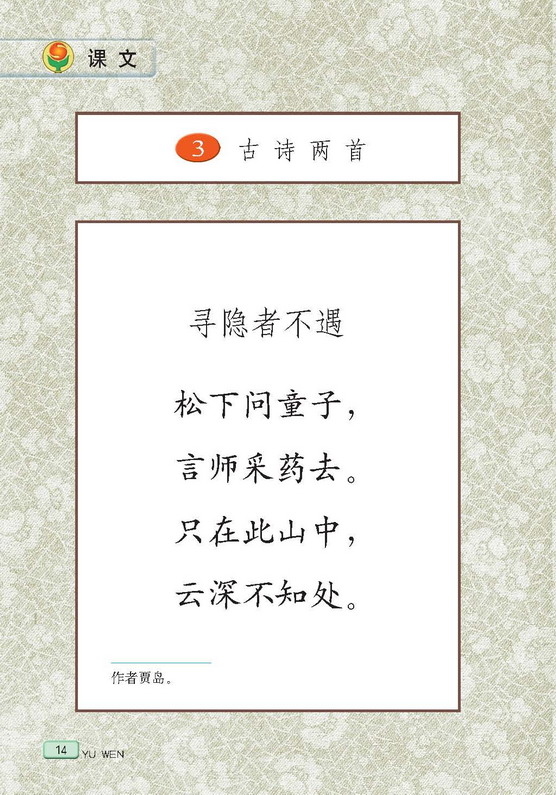 课文
3 古诗两首
寻隐者不遇
松下问童子，
言师采药去。
只在此山中，
云深不知处。
作者贾岛。
14 YU WEN